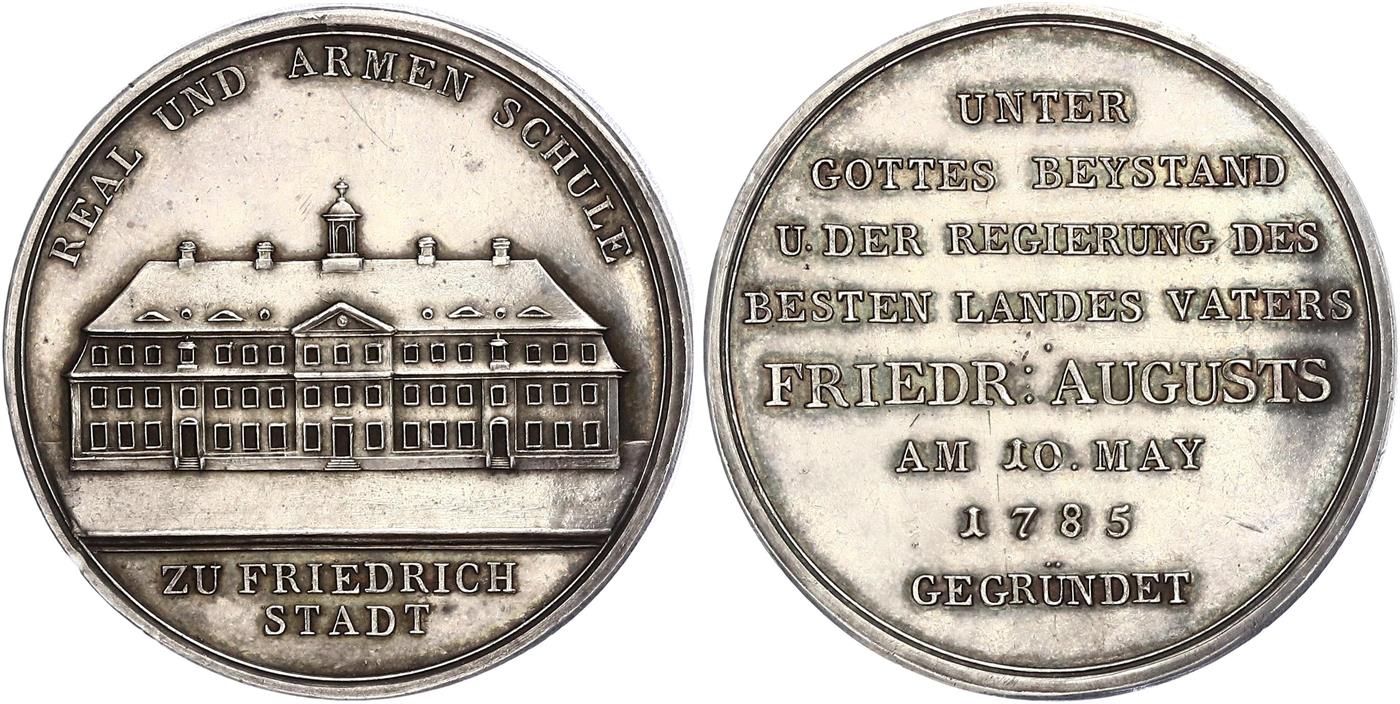 REAL UND ARMEN SCHULE
ZU FRIEDRICH
STADT
UNTER
GOTTES BEYSTAND
U. DER REGIERUNG DES
BESTEN LANDES VATERS
FRIEDR: AUGUSTS
AM 10. MAY
1785
GEGRÜNDET